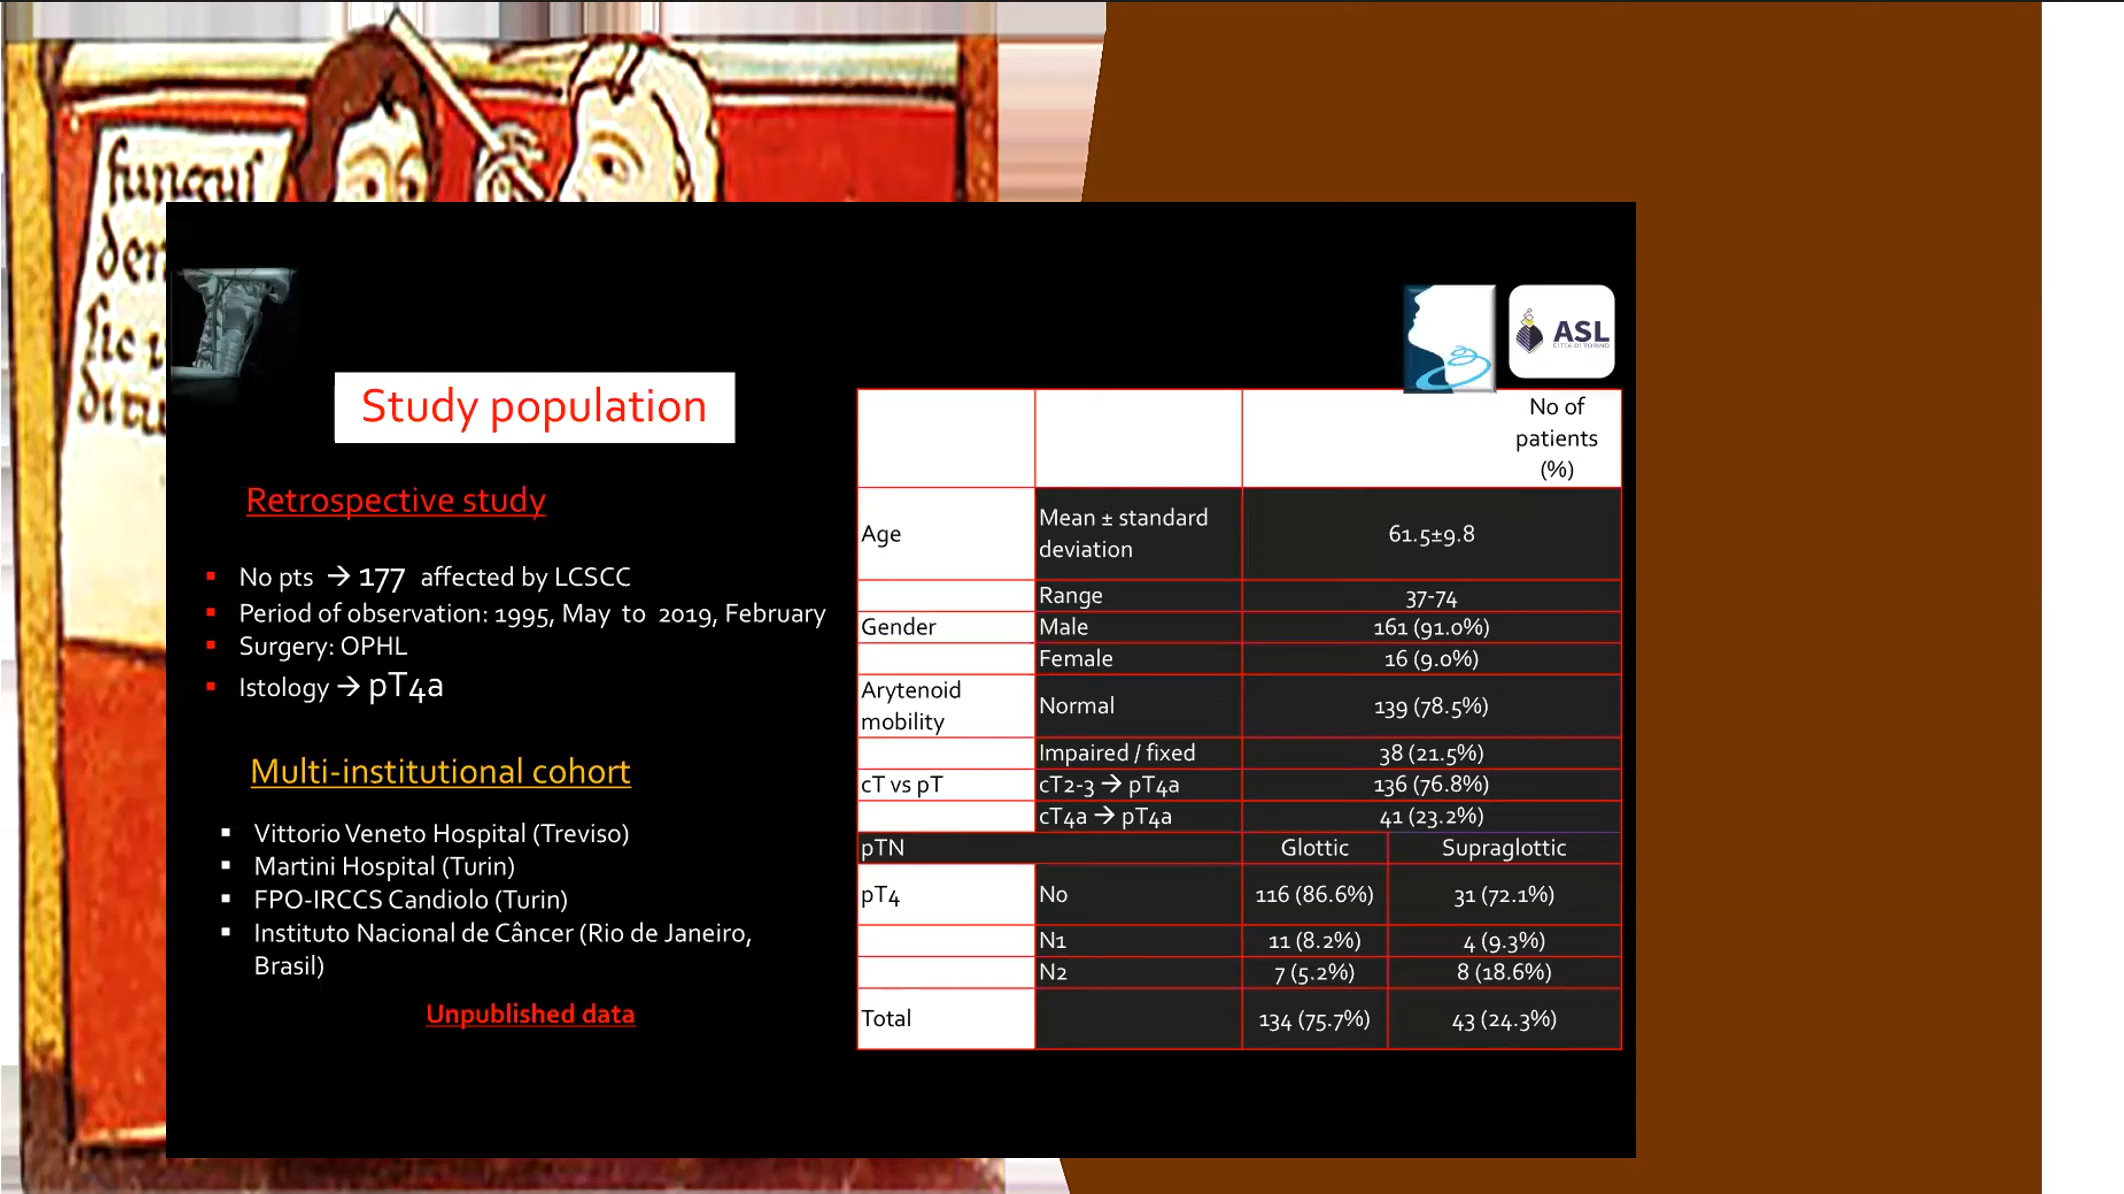 funguſ
den
ſic
Study population
Retrospective study
No pts → 177 affected by LCSCC
Period of observation: 1995, May to 2019, February
Surgery: OPHL
Istology → pT4a
Multi-institutional cohort
Vittorio Veneto Hospital (Treviso)
Martini Hospital (Turin)
FPO-IRCCS Candiolo (Turin)
Instituto Nacional de Câncer (Rio de Janeiro,
Brasil)
Unpublished data
ASL
CITTÀ DI TORINO
No of
patients
(%)
Age Mean ± standard
deviation 61.5±9.8
Range 37-74
Gender Male 161 (91.0%)
Female 16 (9.0%)
Arytenoid
mobility Normal 139 (78.5%)
Impaired / fixed 38 (21.5%)
cT vs pT cT2-3 → pT4a 136 (76.8%)
cT4a → pT4a 41 (23.2%)
pTN Glottic Supraglottic
pT4 No 116 (86.6%) 31 (72.1%)
N1 11 (8.2%) 4 (9.3%)
N2 7 (5.2%) 8 (18.6%)
Total 134 (75.7%) 43 (24.3%)